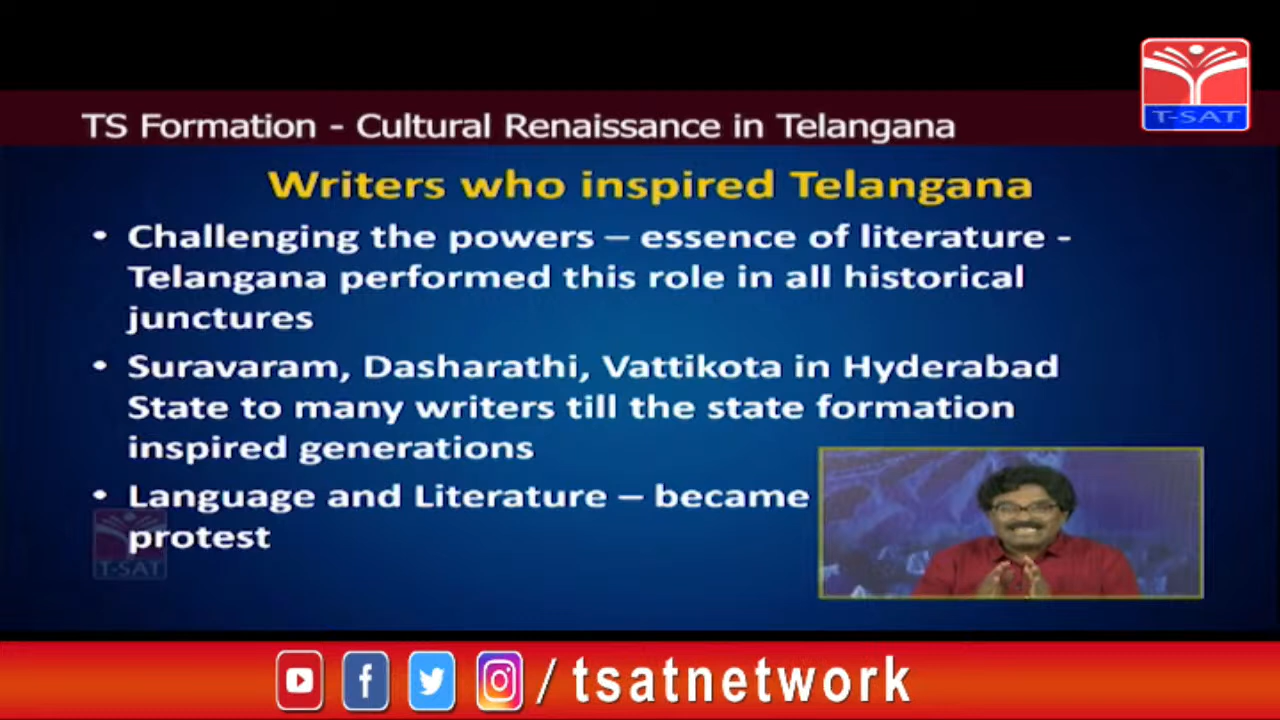 T-SAT
TS Formation - Cultural Renaissance in Telangana
Writers who inspired Telangana
• Challenging the powers – essence of literature -
Telangana performed this role in all historical
junctures
• Suravaram, Dasharathi, Vattikota in Hyderabad
State to many writers till the state formation
inspired generations
• Language and Literature – became
protest
T-SAT
/ tsatnetwork